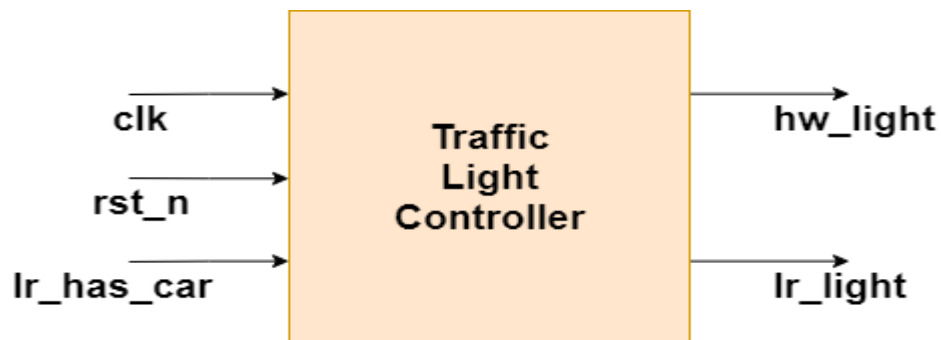 clk
rst_n
lr_has_car
Traffic
Light
Controller
hw_light
lr_light